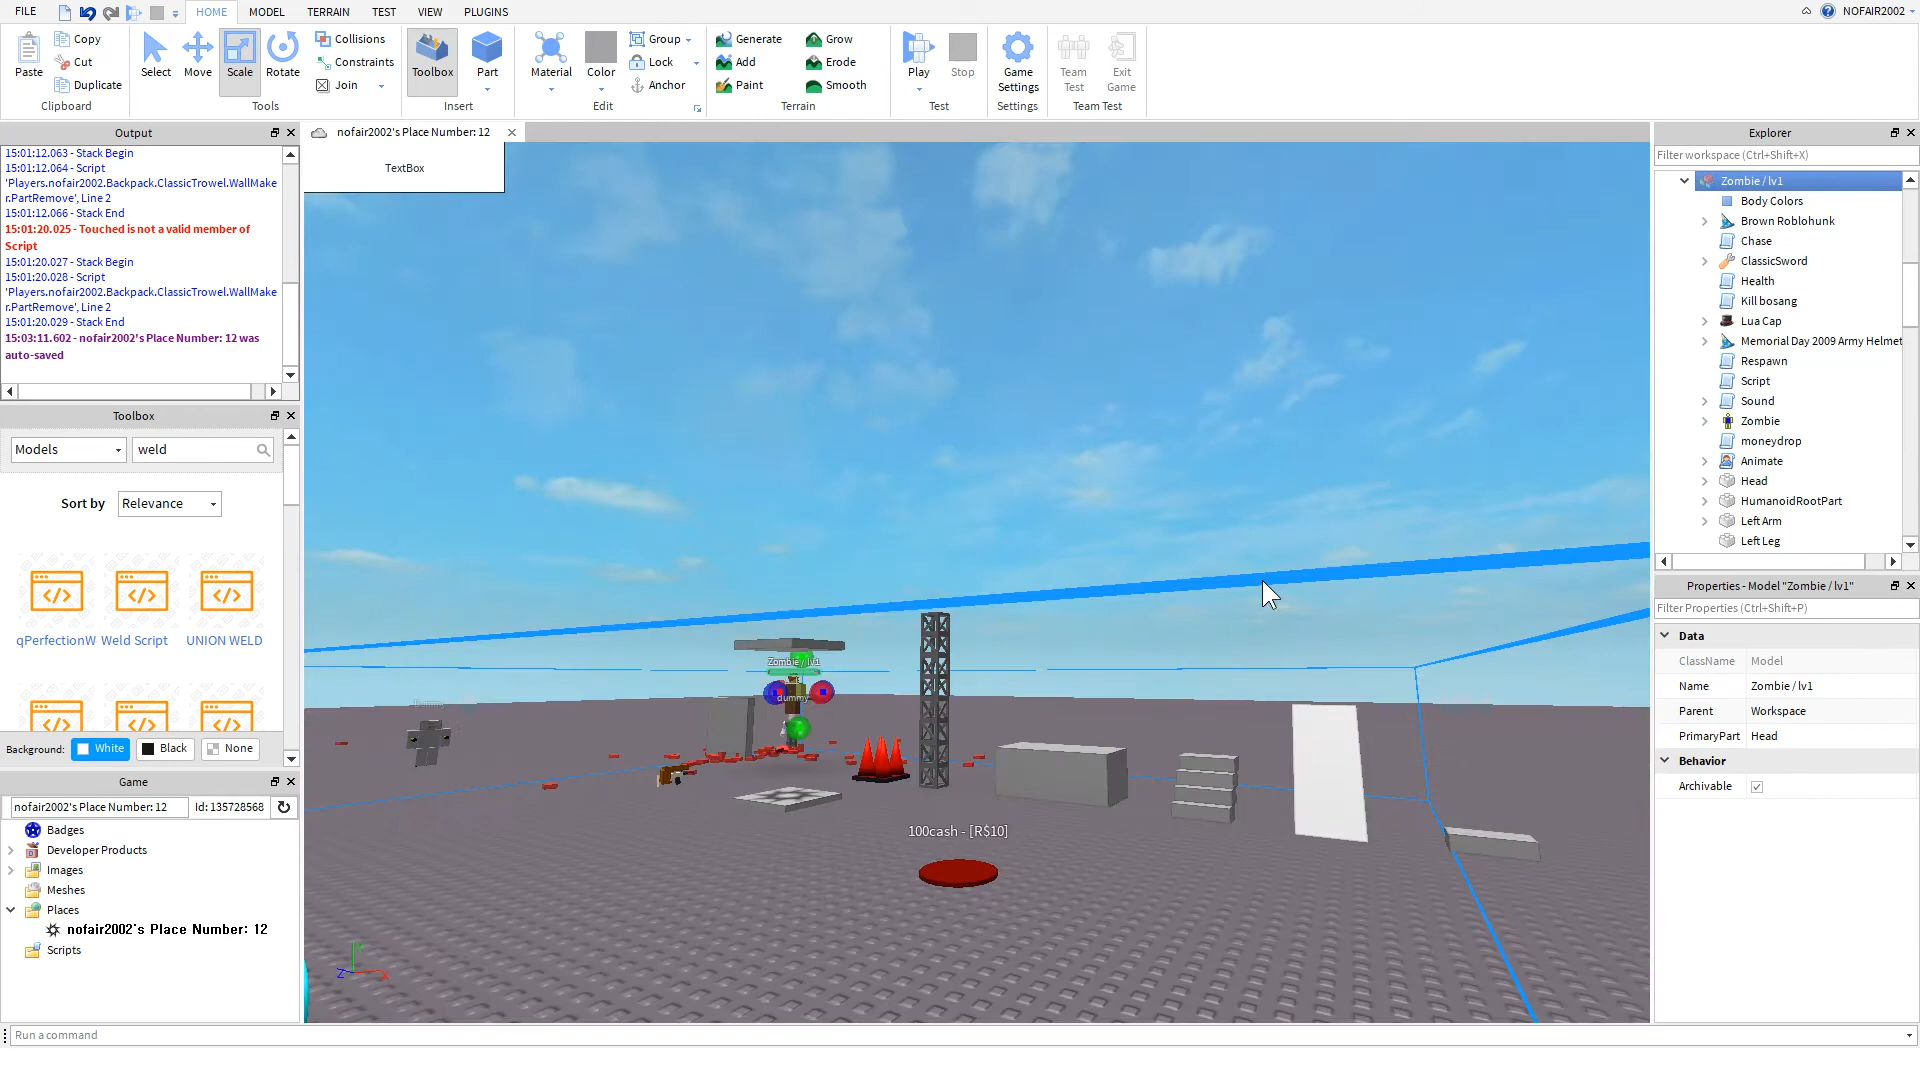 FILE
HOME
MODEL
TERRAIN
TEST
VIEW
PLUGINS
NOFAIR2002
Paste
Copy
Cut
Duplicate
Clipboard
Select
Move
Scale
Rotate
Collisions
Constraints
Join
Tools
Toolbox
Part
Insert
Material
Color
Group
Lock
Anchor
Edit
Generate
Add
Paint
Grow
Erode
Smooth
Terrain
Play
Stop
Test
Game
Settings
Settings
Team
Test
Exit
Game
Team Test
Output
15:01:12.063 - Stack Begin
15:01:12.064 - Script
'Players.nofair2002.Backpack.ClassicTrowel.WallMake
r.PartRemove', Line 2
15:01:12.066 - Stack End
15:01:20.025 - Touched is not a valid member of
Script
15:01:20.027 - Stack Begin
15:01:20.028 - Script
'Players.nofair2002.Backpack.ClassicTrowel.WallMake
r.PartRemove', Line 2
15:01:20.029 - Stack End
15:03:11.602 - nofair2002's Place Number: 12 was
auto-saved
Toolbox
Models
weld
Sort by
Relevance
qPerfectionW
Weld Script
UNION WELD
Background:
White
Black
None
Game
nofair2002's Place Number: 12
Id: 135728568
Badges
Developer Products
Images
Meshes
Places
nofair2002's Place Number: 12
Scripts
nofair2002's Place Number: 12
TextBox
Zombie / lv1
dummy
100cash - [R$10]
Explorer
Filter workspace (Ctrl+Shift+X)
Zombie / lv1
Body Colors
Brown Roblohunk
Chase
ClassicSword
Health
Kill bosang
Lua Cap
Memorial Day 2009 Army Helmet
Respawn
Script
Sound
Zombie
moneydrop
Animate
Head
HumanoidRootPart
Left Arm
Left Leg
Properties - Model "Zombie / lv1"
Filter Properties (Ctrl+Shift+P)
Data
ClassName Model
Name Zombie / lv1
Parent Workspace
PrimaryPart Head
Behavior
Archivable
Run a command